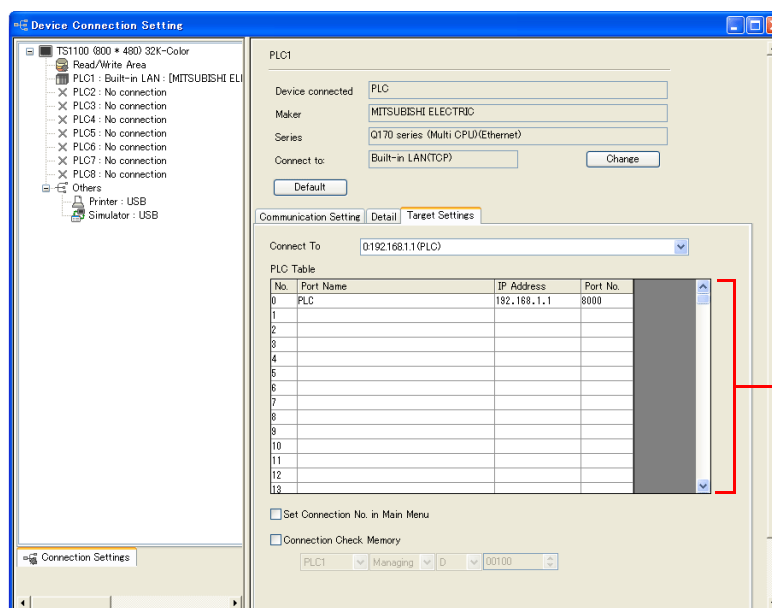 Device Connection Setting
TS1100 (800 * 480) 32K-Color
Read/Write Area
PLC1 : Built-in LAN : [MITSUBISHI EL
PLC2 : No connection
PLC3 : No connection
PLC4 : No connection
PLC5 : No connection
PLC6 : No connection
PLC7 : No connection
PLC8 : No connection
Others
Printer : USB
Simulator : USB
Connection Settings
PLC1
Device connected PLC
Maker MITSUBISHI ELECTRIC
Series Q170 series (Multi CPU)(Ethernet)
Connect to: Built-in LAN(TCP) Change
Default
Communication Setting Detail Target Settings
Connect To 0:192.168.1.1(PLC)
PLC Table
No. Port Name IP Address Port No.
0 PLC 192.168.1.1 8000
1
2
3
4
5
6
7
8
9
10
11
12
13
Set Connection No. in Main Menu
Connection Check Memory
PLC1 Managing D 00100